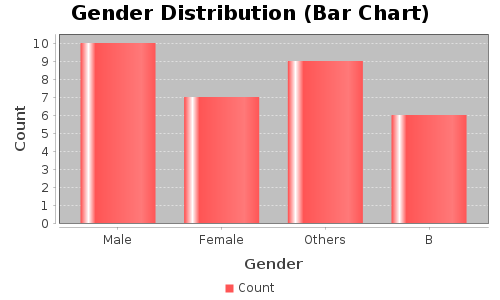 Gender Distribution (Bar Chart)
Count
10
9
8
7
6
5
4
3
2
1
0
Male Female Others B
Gender
Count